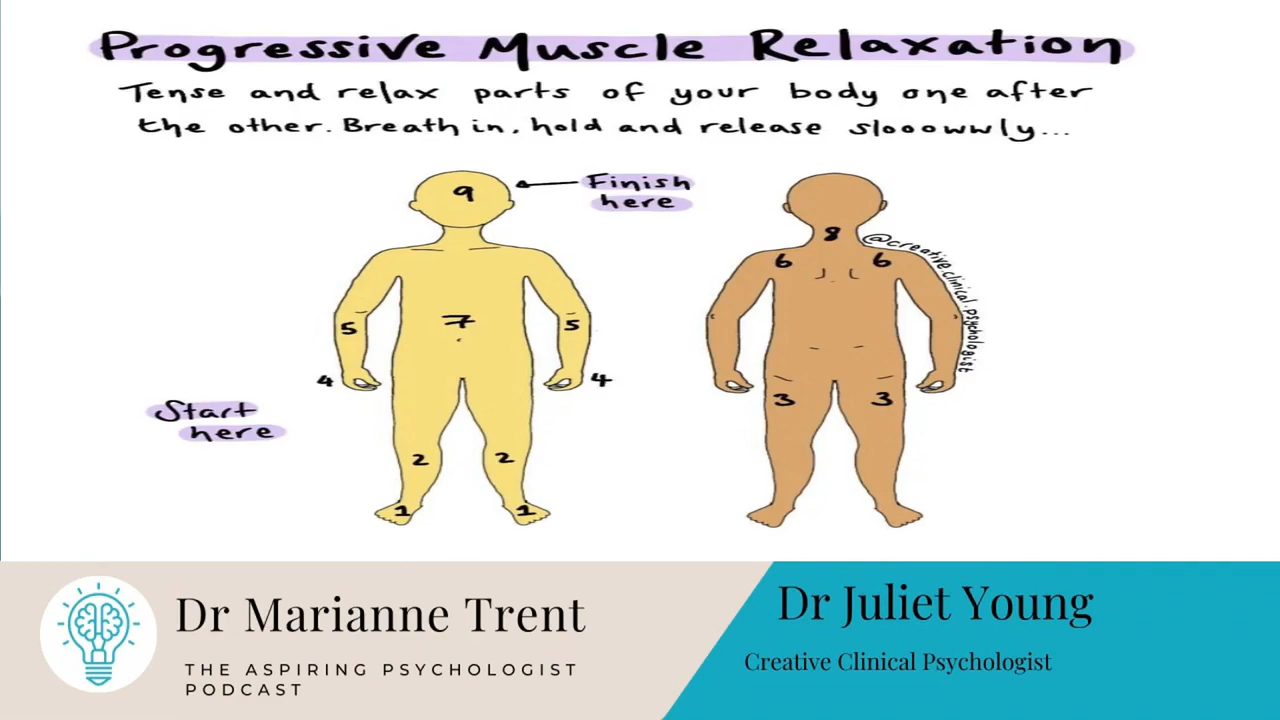 Progressive Muscle Relaxation
Tense and relax parts of your body one after
the other. Breath in, hold and release slooowwly...
9
Finish
here
8
@creative.clinical.psychologist
6 6
7
5 5
4 4
Start
here
3 3
2 2
1 1
Dr Marianne Trent
THE ASPIRING PSYCHOLOGIST
PODCAST
Dr Juliet Young
Creative Clinical Psychologist